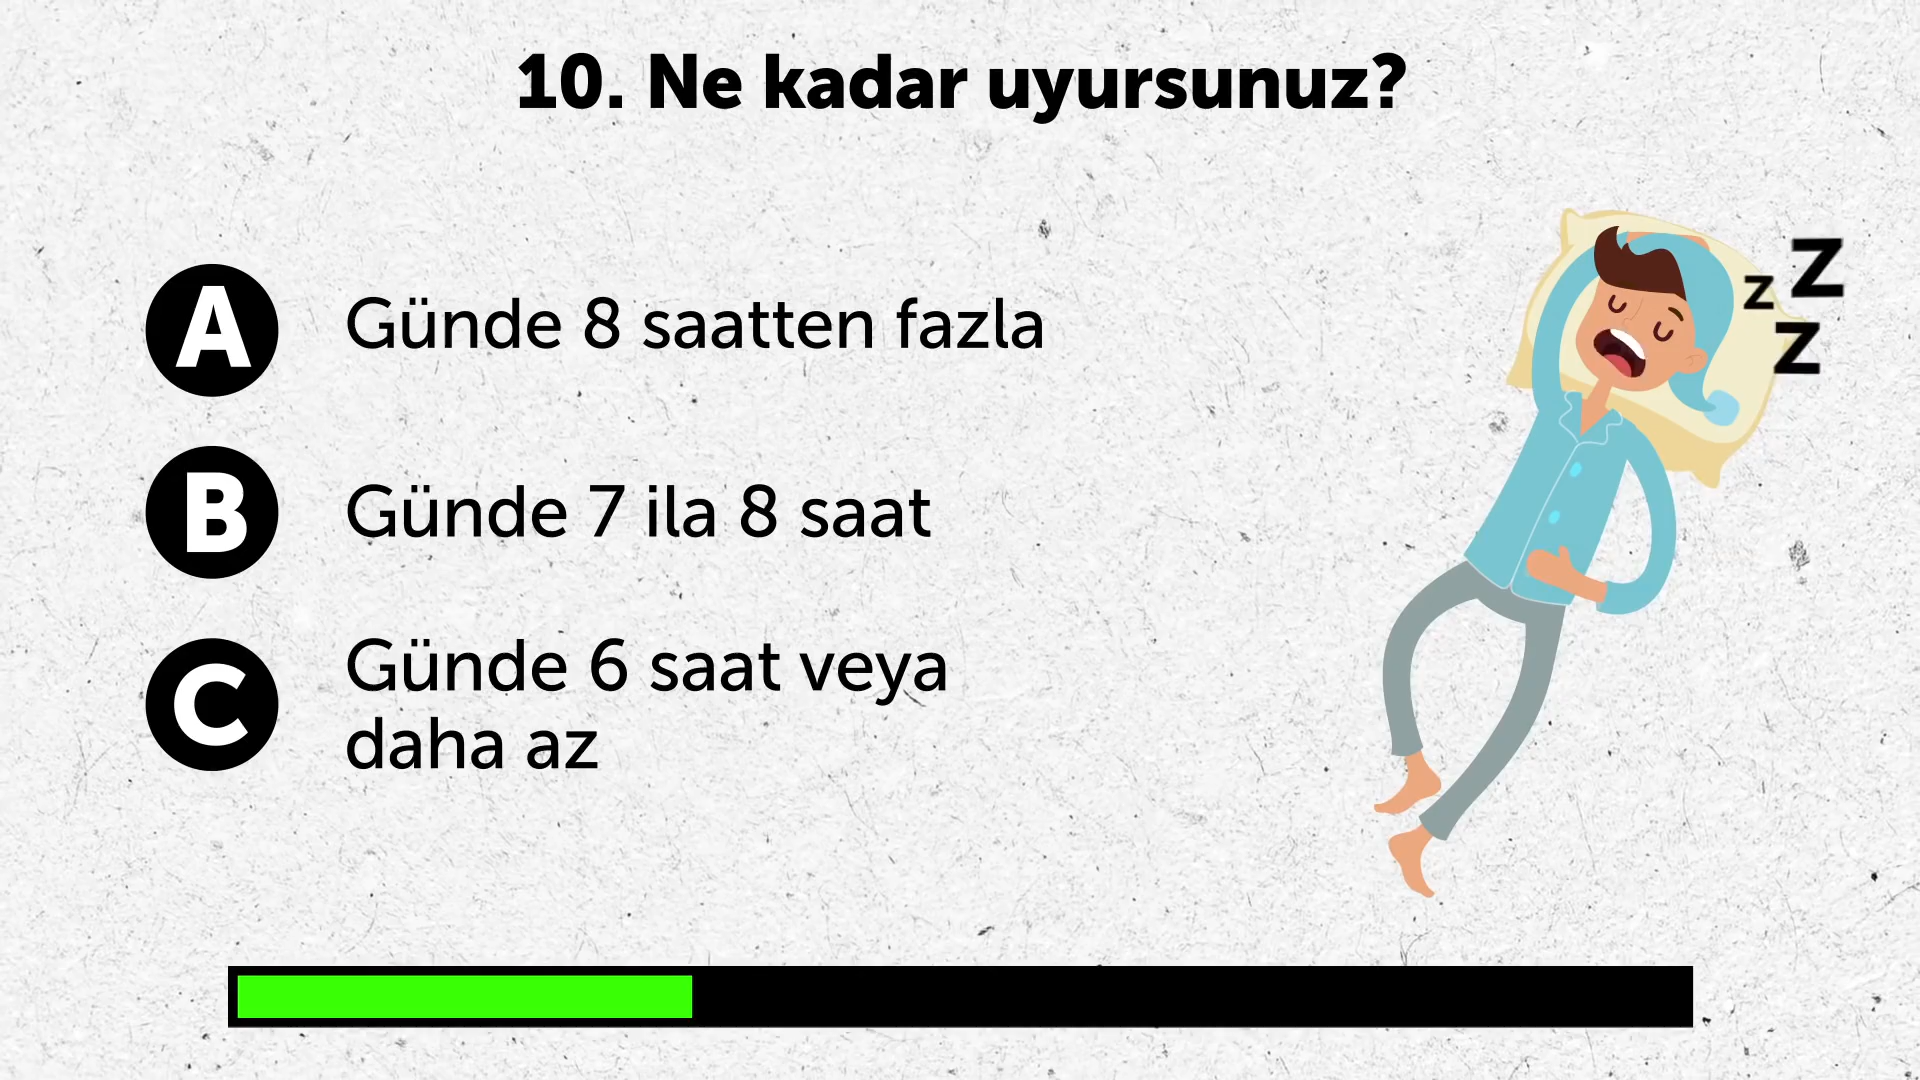 10. Ne kadar uyursunuz?
A Günde 8 saatten fazla
B Günde 7 ila 8 saat
C Günde 6 saat veya
daha az
z Z
Z